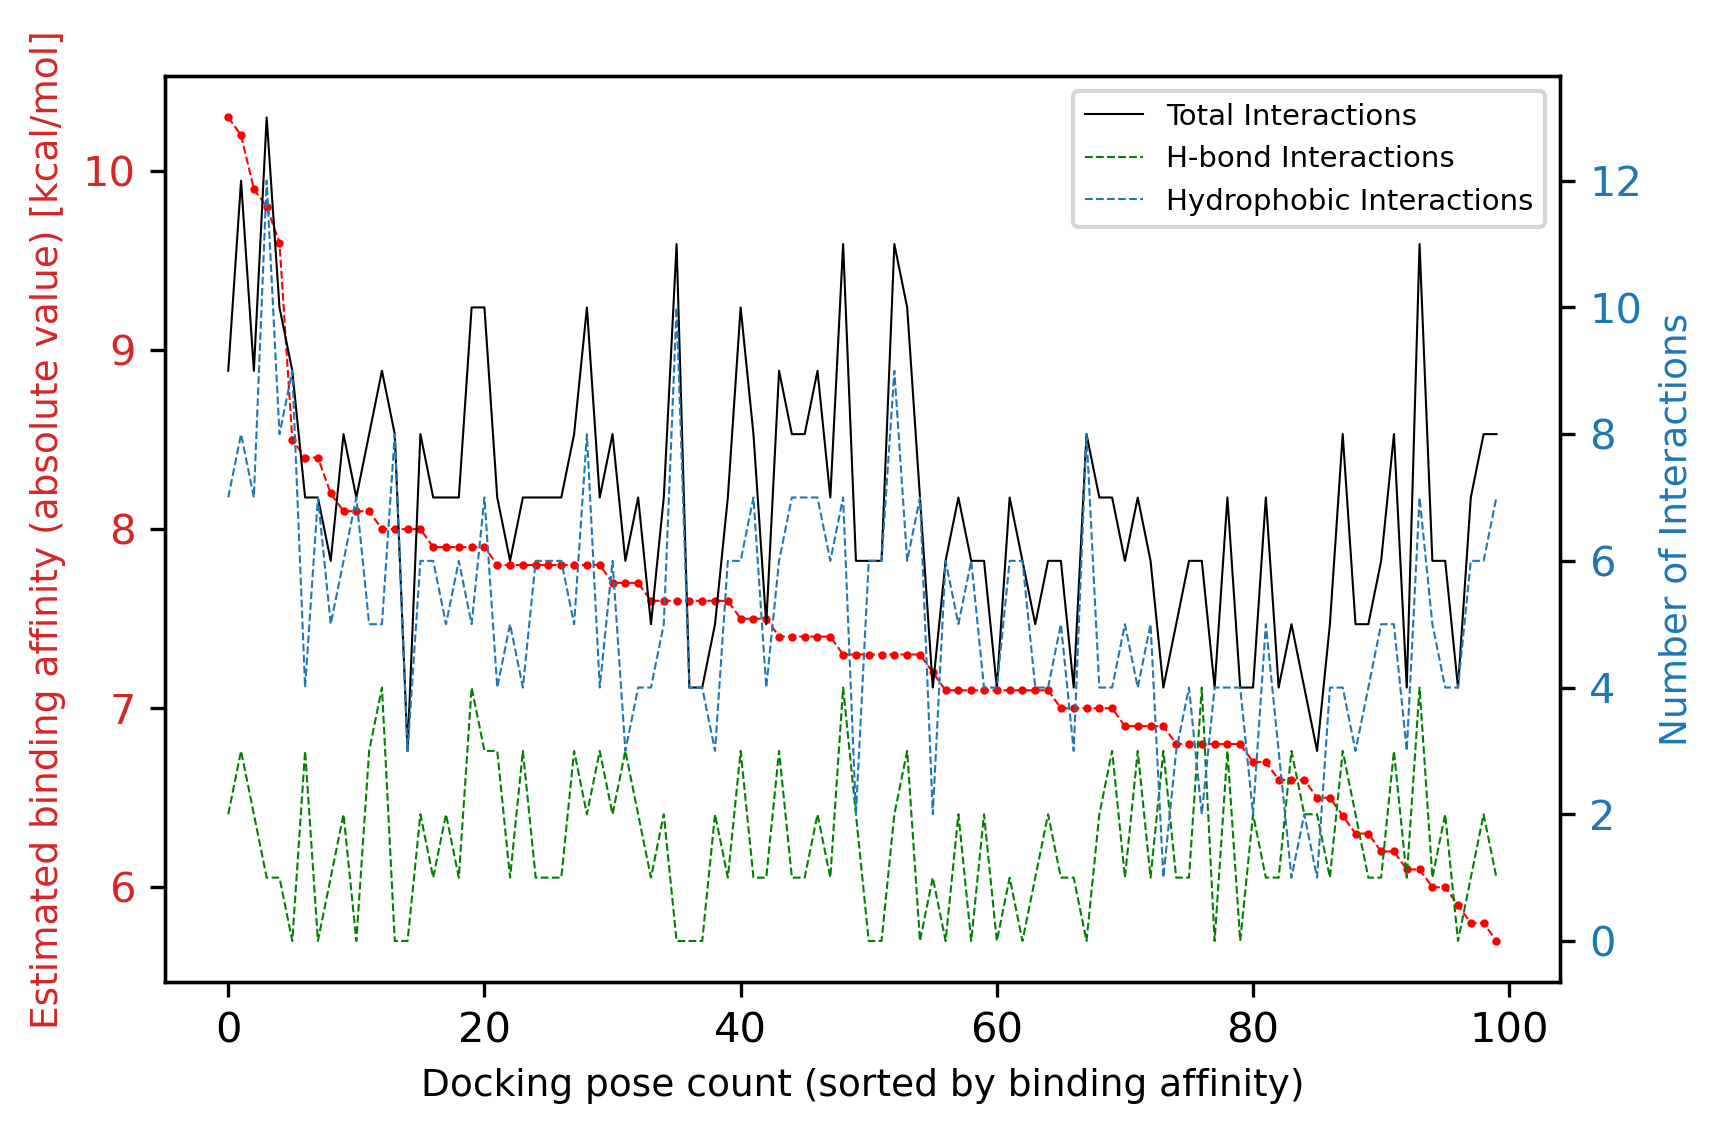 Estimated binding affinity (absolute value) [kcal/mol]
10
9
8
7
6
Total Interactions
H-bond Interactions
Hydrophobic Interactions
12
10
8
6
4
2
0
Number of Interactions
0 20 40 60 80 100
Docking pose count (sorted by binding affinity)